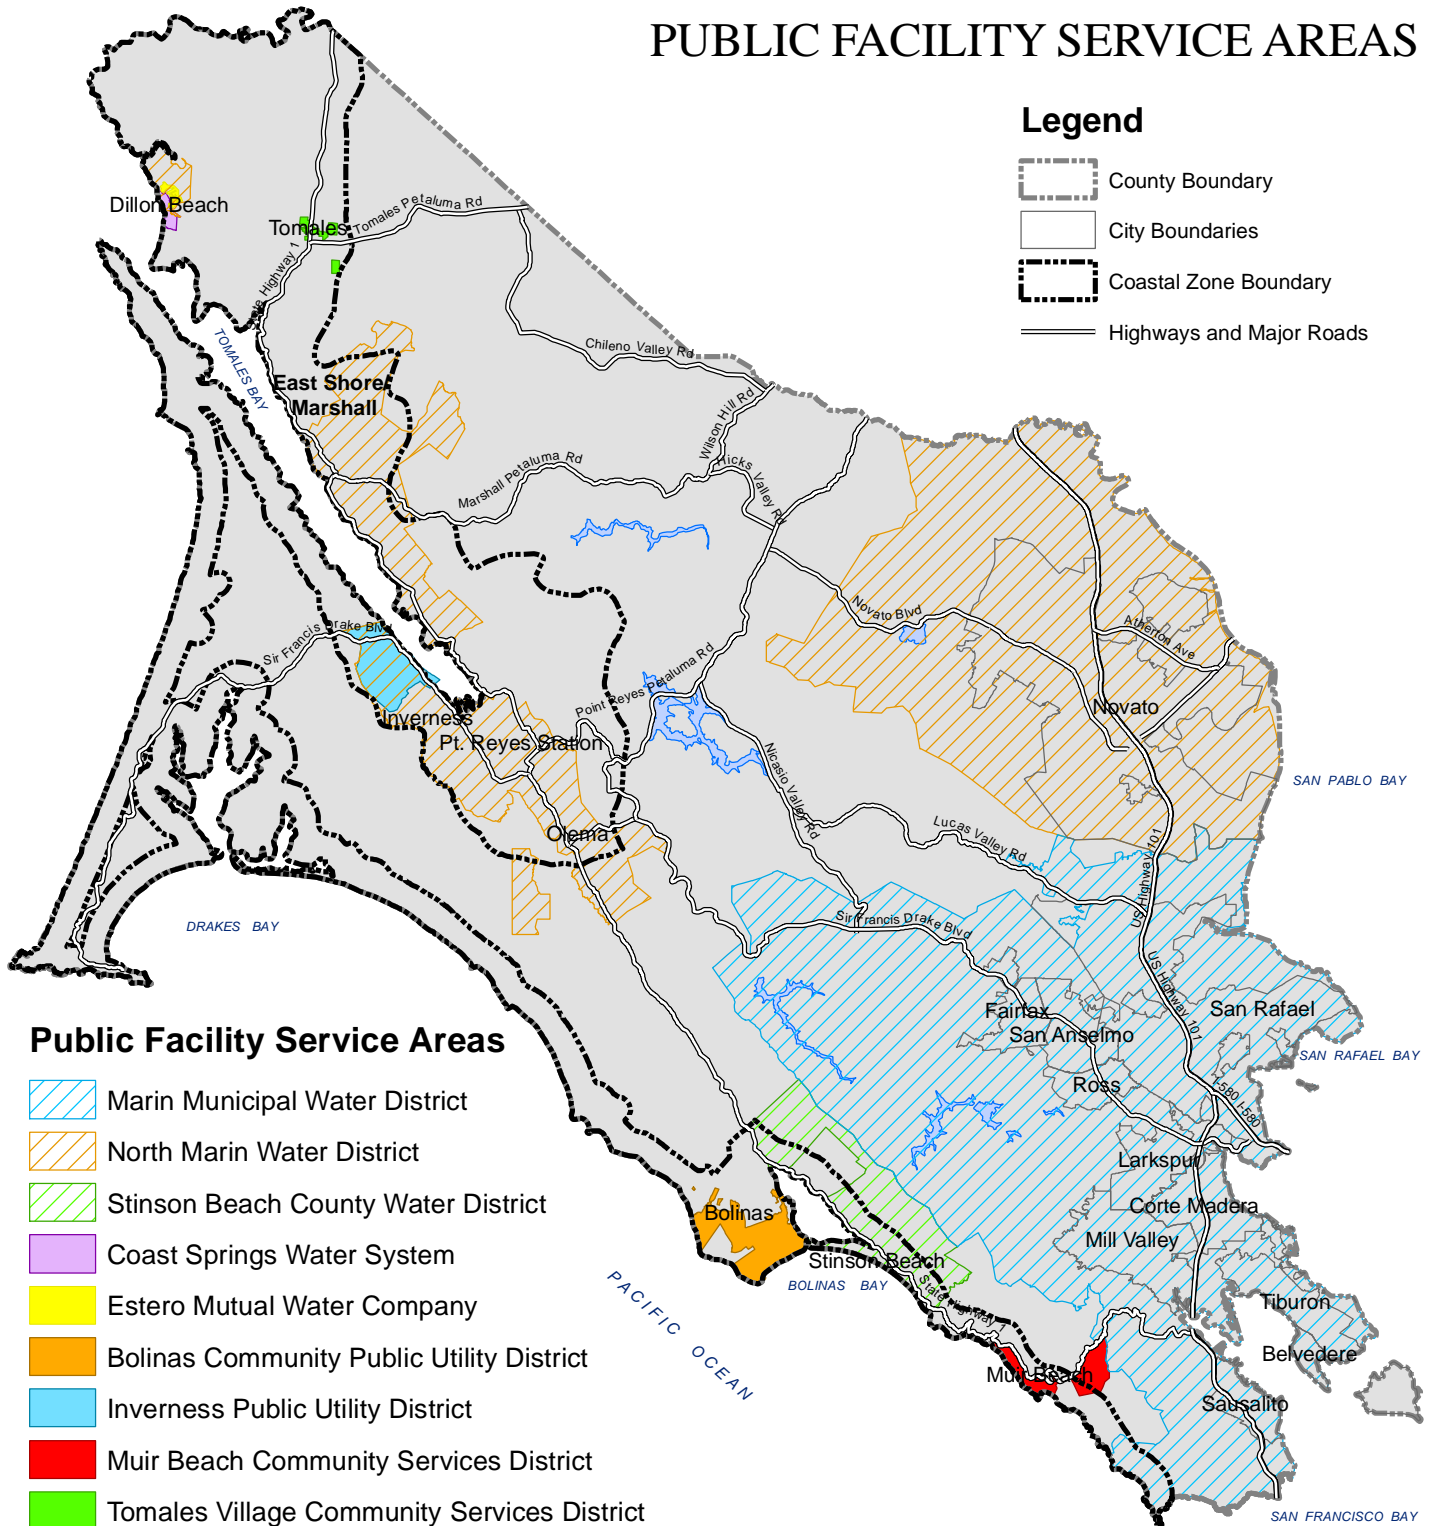 PUBLIC FACILITY SERVICE AREAS
Legend
County Boundary
City Boundaries
Coastal Zone Boundary
Highways and Major Roads
Dillon Beach
Tomales
Tomales Petaluma Rd
State Highway 1
TOMALES BAY
Chileno Valley Rd
East Shore
Marshall
Wilson Hill Rd
Hicks Valley Rd
Marshall Petaluma Rd
Novato Blvd
Atherton Ave
Sir Francis Drake Blvd
Point Reyes Petaluma Rd
Inverness
Novato
Pt. Reyes Station
Nicasio Valley Rd
SAN PABLO BAY
Olema
Lucas Valley Rd
US Highway 101
DRAKES BAY
Sir Francis Drake Blvd
US Highway 101
Fairfax
San Rafael
San Anselmo
SAN RAFAEL BAY
Ross
I-580 I-580
Larkspur
Corte Madera
Bolinas
Mill Valley
Stinson Beach
BOLINAS BAY
State Highway 1
Tiburon
PACIFIC OCEAN
Belvedere
Muir Beach
Sausalito
SAN FRANCISCO BAY
Public Facility Service Areas
Marin Municipal Water District
North Marin Water District
Stinson Beach County Water District
Coast Springs Water System
Estero Mutual Water Company
Bolinas Community Public Utility District
Inverness Public Utility District
Muir Beach Community Services District
Tomales Village Community Services District